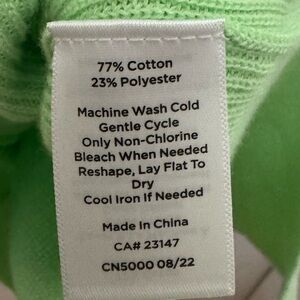 77% Cotton
23% Polyester
Machine Wash Cold
Gentle Cycle
Only Non-Chlorine
Bleach When Needed
Reshape, Lay Flat To
Dry
Cool Iron If Needed
Made In China
CA# 23147
CN5000 08/22